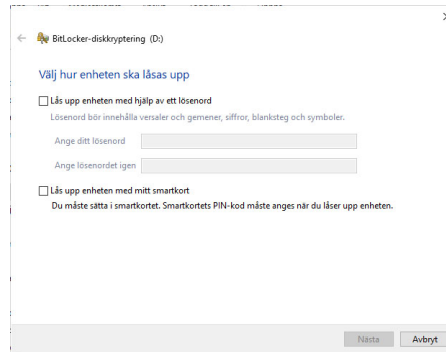 BitLocker-diskkryptering (D:)
Välj hur enheten ska låsas upp
Lås upp enheten med hjälp av ett lösenord
Lösenord bör innehålla versaler och gemener, siffror, blanksteg och symboler.
Ange ditt lösenord
Ange lösenordet igen
Lås upp enheten med mitt smartkort
Du måste sätta i smartkortet. Smartkortets PIN-kod måste anges när du låser upp enheten.
Nästa
Avbryt